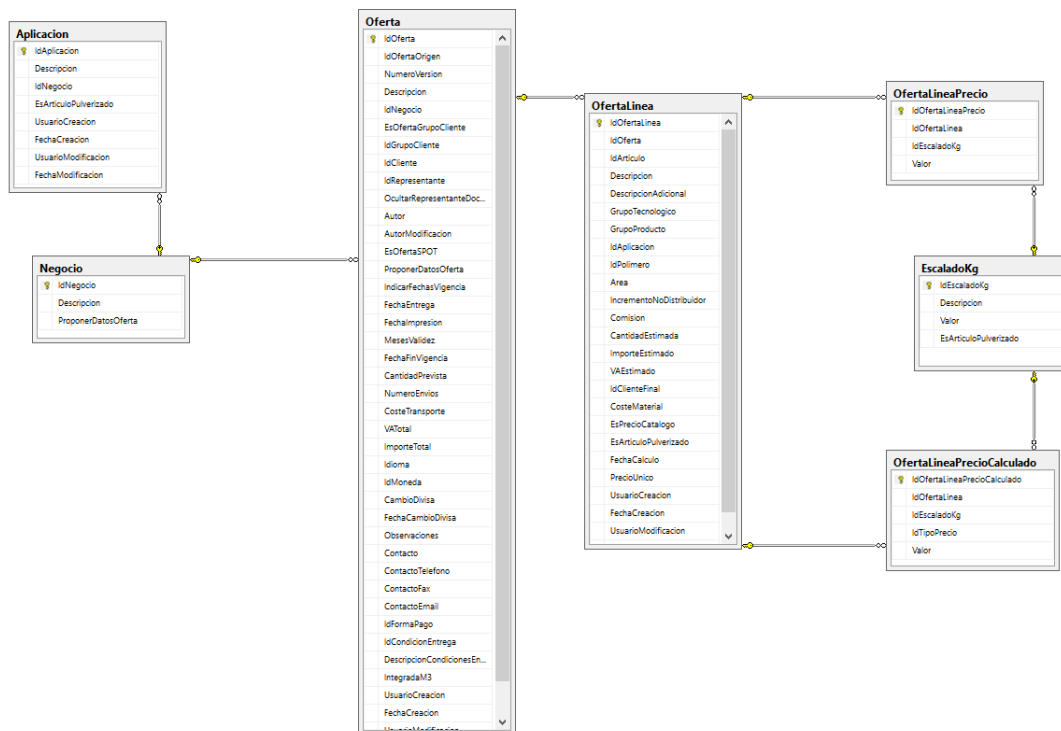 Aplicacion
IdAplicacion
Descripcion
IdNegocio
EsArticuloPulverizado
UsuarioCreacion
FechaCreacion
UsuarioModificacion
FechaModificacion
Negocio
IdNegocio
Descripcion
ProponerDatosOferta
Oferta
IdOferta
IdOfertaOrigen
NumeroVersion
Descripcion
IdNegocio
EsOfertaGrupoCliente
IdGrupoCliente
IdCliente
IdRepresentante
OcultarRepresentanteDoc...
Autor
AutorModificacion
EsOfertaSPOT
ProponerDatosOferta
IndicarFechasVigencia
FechaEntrega
FechaImpresion
MesesValidez
FechaFinVigencia
CantidadPrevista
NumeroEnvios
CosteTransporte
VATotal
ImporteTotal
Idioma
IdMoneda
CambioDivisa
FechaCambioDivisa
Observaciones
Contacto
ContactoTelefono
ContactoFax
ContactoEmail
IdFormaPago
IdCondicionEntrega
DescripcionCondicionesEn...
IntegradaM3
UsuarioCreacion
FechaCreacion
UsuarioModificacion
OfertaLinea
IdOfertaLinea
IdOferta
IdArticulo
Descripcion
DescripcionAdicional
GrupoTecnologico
GrupoProducto
IdAplicacion
IdPolimero
Area
IncrementoNoDistribuidor
Comision
CantidadEstimada
ImporteEstimado
VAEstimado
IdClienteFinal
CosteMaterial
EsPrecioCatalogo
EsArticuloPulverizado
FechaCalculo
PrecioUnico
UsuarioCreacion
FechaCreacion
UsuarioModificacion
OfertaLineaPrecio
IdOfertaLineaPrecio
IdOfertaLinea
IdEscaladoKg
Valor
EscaladoKg
IdEscaladoKg
Descripcion
Valor
EsArticuloPulverizado
OfertaLineaPrecioCalculado
IdOfertaLineaPrecioCalculado
IdOfertaLinea
IdEscaladoKg
IdTipoPrecio
Valor